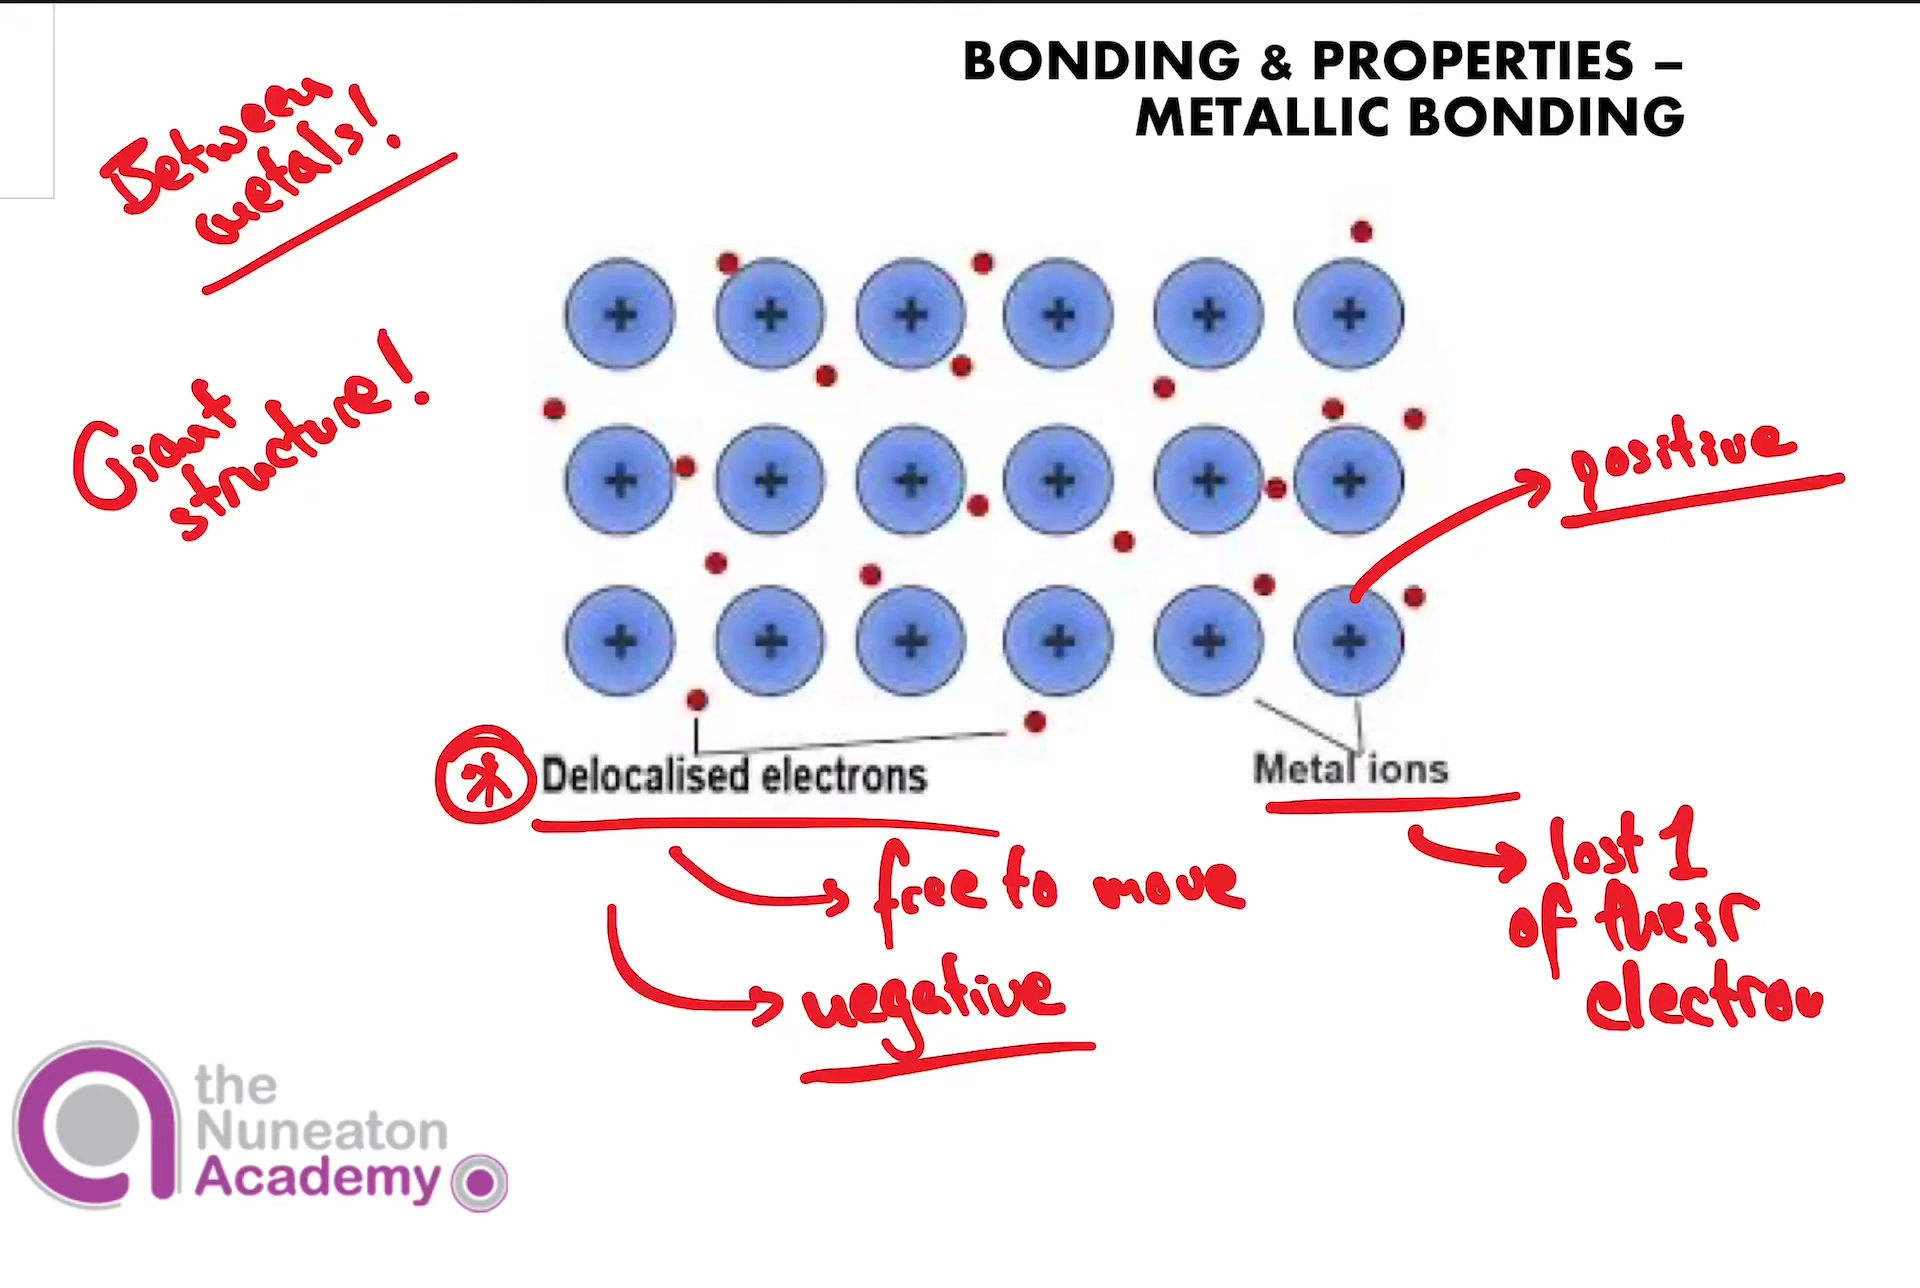 BONDING & PROPERTIES –
METALLIC BONDING
Between
metals!
Giant
structure!
+ + + + + +
+ + + + + +
positive
+ + + + + +
* Delocalised electrons
Metal ions
free to move
negative
lost 1
of their
electron
the
Nuneaton
Academy